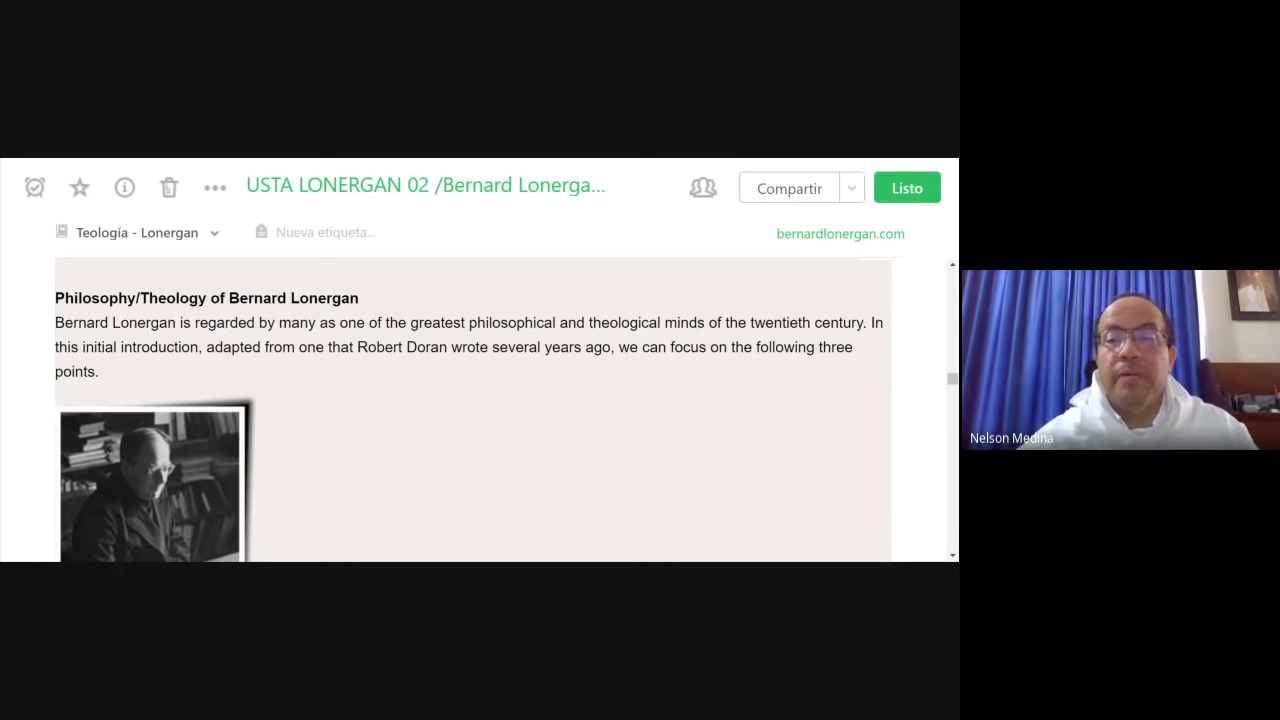 USTA LONERGAN 02 /Bernard Lonerga...
Compartir
Listo
Teología - Lonergan
Nueva etiqueta...
bernardlonergan.com
Philosophy/Theology of Bernard Lonergan
Bernard Lonergan is regarded by many as one of the greatest philosophical and theological minds of the twentieth century. In
this initial introduction, adapted from one that Robert Doran wrote several years ago, we can focus on the following three
points.
Nelson Medina